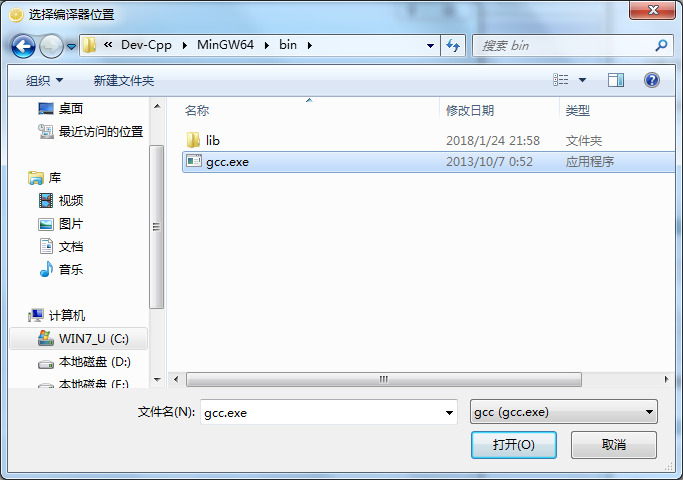 选择编译器位置
« Dev-Cpp MinGW64 bin
搜索 bin
组织 新建文件夹
桌面
最近访问的位置
库
视频
图片
文档
音乐
计算机
WIN7_U (C:)
本地磁盘 (D:)
本地磁盘 (E:)
名称 修改日期 类型
lib 2018/1/24 21:58 文件夹
gcc.exe 2013/10/7 0:52 应用程序
文件名(N): gcc.exe gcc (gcc.exe)
打开(O) 取消